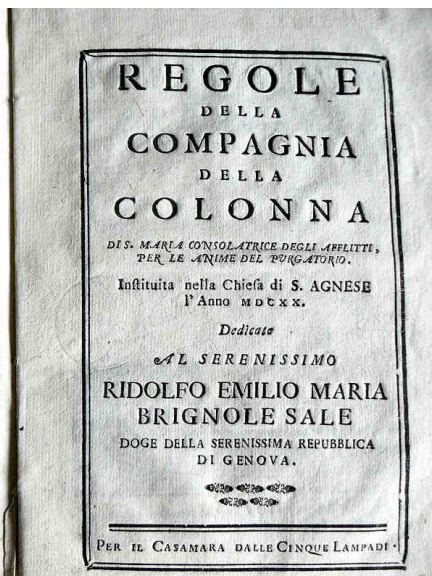 REGOLE
DELLA
COMPAGNIA
DELLA
COLONNA
DI S. MARIA CONSOLATRICE DEGLI AFFLITTI,
PER LE ANIME DEL PVRGATORIO.
Inſtituita nella Chieſa di S. AGNESE
l'Anno MDCXX.
Dedicate
AL SERENISSIMO
RIDOLFO EMILIO MARIA
BRIGNOLE SALE
DOGE DELLA SERENISSIMA REPUBBLICA
DI GENOVA.
PER IL CASAMARA DALLE CINQUE LAMPADI.